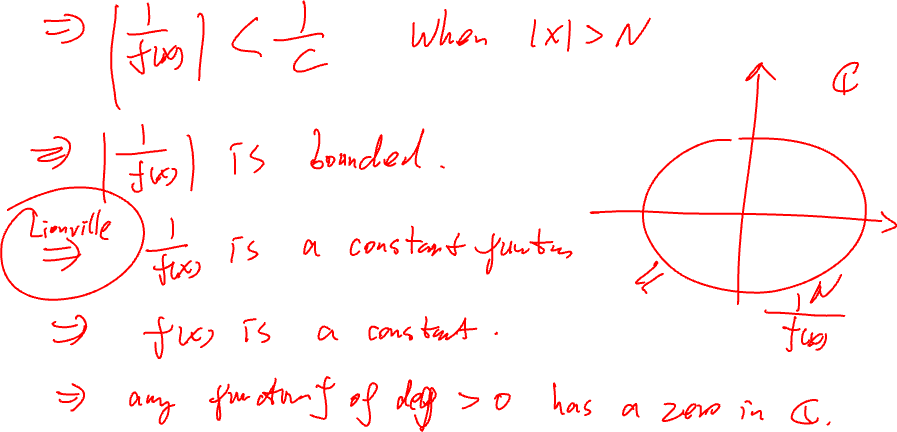 ⇒ |1/f(x)| < 1/C when |x| > N
ℂ
⇒ |1/f(x)| is bounded.
Liouville
⇒ 1/f(x) is a constant function
N
1/f(x)
⇒ f(x) is a constant.
⇒ any function f of deg > 0 has a zero in ℂ.